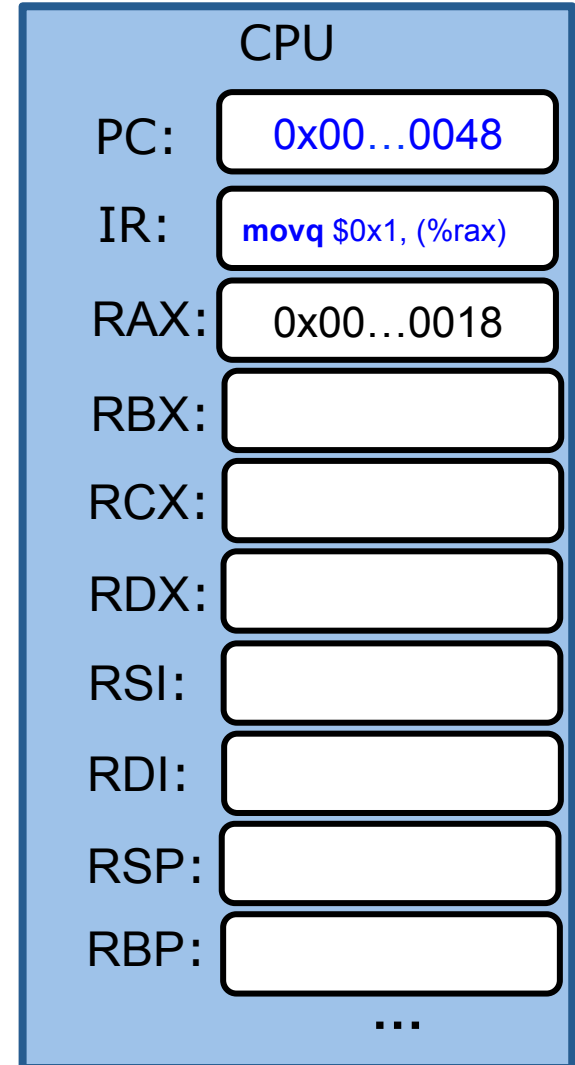 CPU
PC: 0x00…0048
IR: movq $0x1, (%rax)
RAX: 0x00…0018
RBX:
RCX:
RDX:
RSI:
RDI:
RSP:
RBP:
…